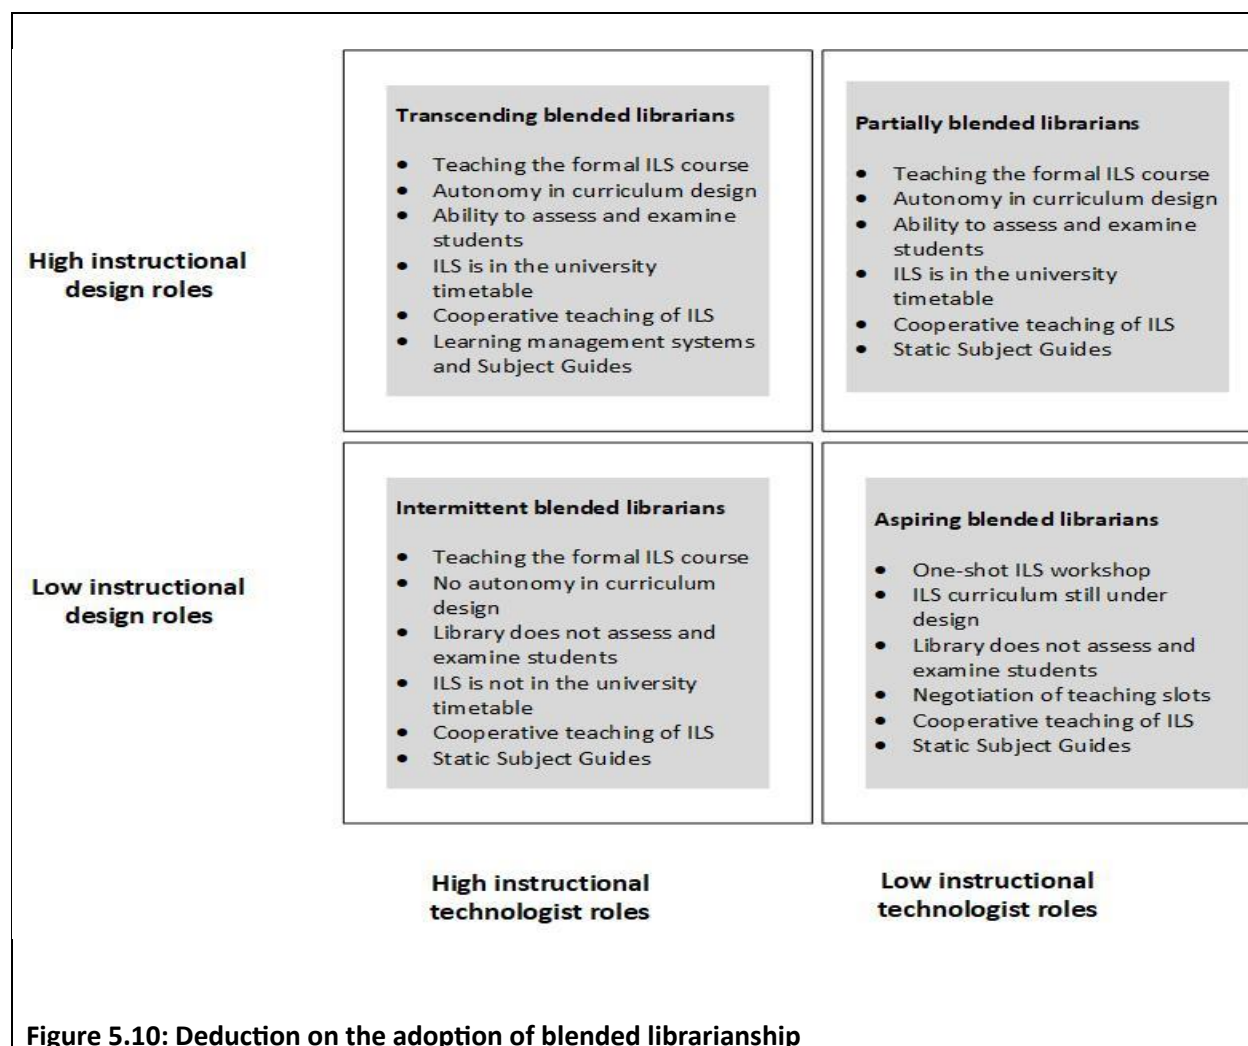 Transcending blended librarians
• Teaching the formal ILS course
• Autonomy in curriculum design
• Ability to assess and examine
students
• ILS is in the university
timetable
• Cooperative teaching of ILS
• Learning management systems
and Subject Guides
Partially blended librarians
• Teaching the formal ILS course
• Autonomy in curriculum design
• Ability to assess and examine
students
• ILS is in the university
timetable
• Cooperative teaching of ILS
• Static Subject Guides
High instructional
design roles
Intermittent blended librarians
• Teaching the formal ILS course
• No autonomy in curriculum
design
• Library does not assess and
examine students
• ILS is not in the university
timetable
• Cooperative teaching of ILS
• Static Subject Guides
Aspiring blended librarians
• One-shot ILS workshop
• ILS curriculum still under
design
• Library does not assess and
examine students
• Negotiation of teaching slots
• Cooperative teaching of ILS
• Static Subject Guides
Low instructional
design roles
High instructional
technologist roles
Low instructional
technologist roles
Figure 5.10: Deduction on the adoption of blended librarianship